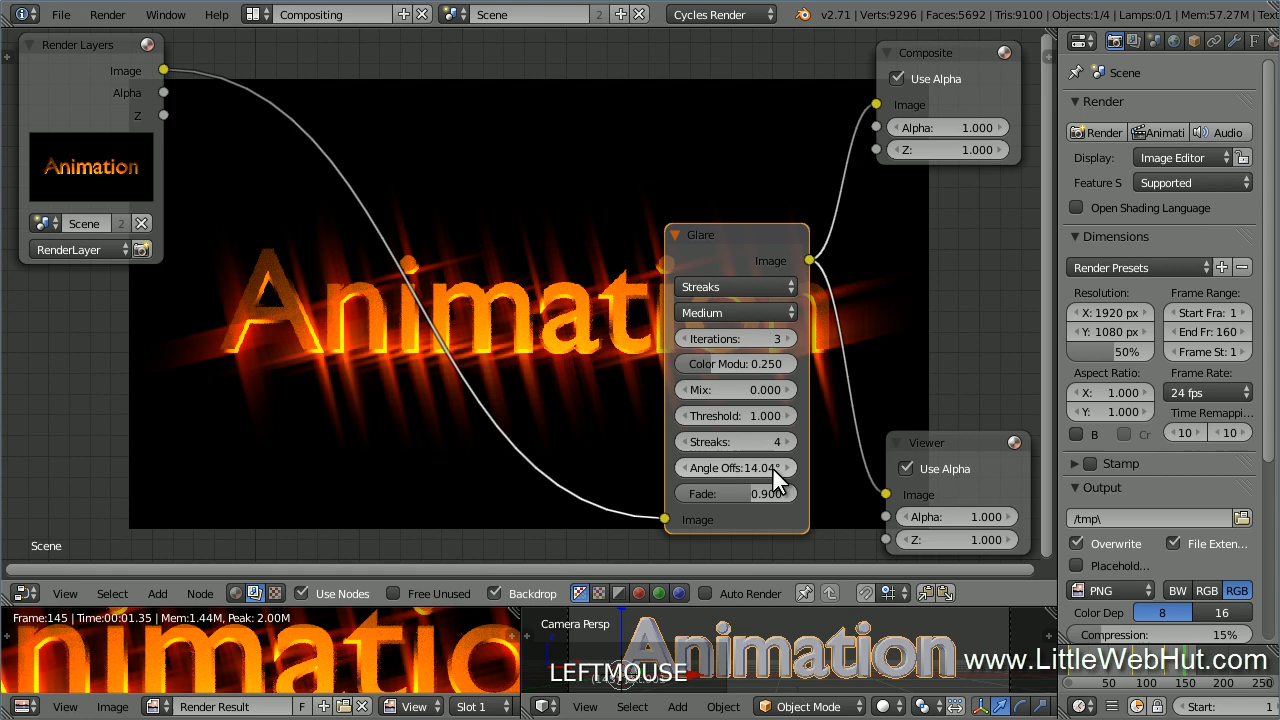 File Render Window Help Compositing Scene 2 Cycles Render v2.71 | Verts:9296 | Faces:5692 | Tris:9100 | Objects:1/4 | Lamps:0/1 | Mem:57.27M | Tex
Render Layers
Image
Alpha
Z
Animation
Scene 2
RenderLayer
Animation
Glare
Image
Streaks
Medium
Iterations: 3
Color Modu: 0.250
Mix: 0.000
Threshold: 1.000
Streaks: 4
Angle Offs: 14.04°
Fade: 0.900
Image
Composite
Use Alpha
Image
Alpha: 1.000
Z: 1.000
Viewer
Use Alpha
Image
Alpha: 1.000
Z: 1.000
Scene
View Select Add Node Use Nodes Free Unused Backdrop Auto Render
Scene
Render
Render Animati Audio
Display: Image Editor
Feature S Supported
Open Shading Language
Dimensions
Render Presets
Resolution: Frame Range:
X: 1920 px Start Fra: 1
Y: 1080 px End Fr: 160
50% Frame St: 1
Aspect Ratio: Frame Rate:
X: 1.000 24 fps
Y: 1.000 Time Remappi...
B Cr 10 10
Stamp
Output
/tmp\
Overwrite File Exten...
Placehold...
PNG BW RGB RGB
Color Dep 8 16
Compression: 15%
Frame:145 | Time:00:01.35 | Mem:1.44M, Peak: 2.00M
nimatio
Camera Persp
Animation
LEFTMOUSE
www.LittleWebHut.com
50 100 150 200 250
View Image Render Result F View Slot 1
View Select Add Object Object Mode
Start: 1